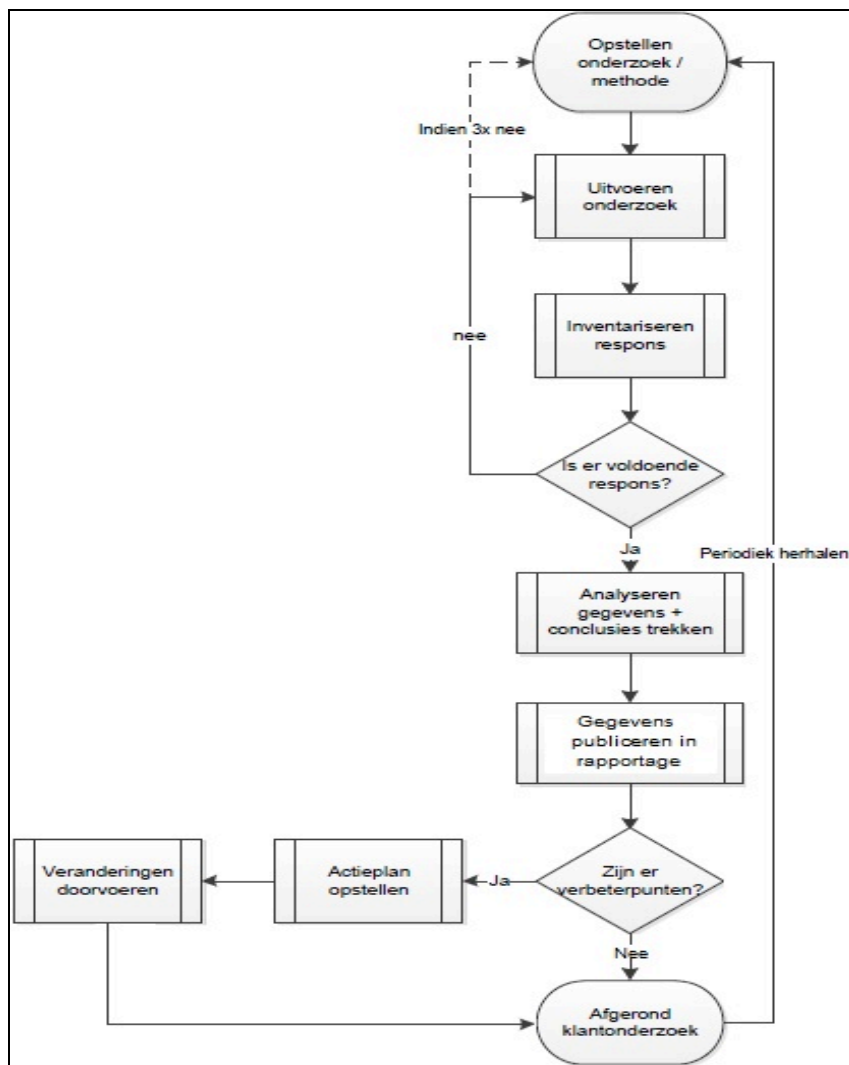 Opstellen
onderzoek /
methode
Indien 3x nee
Uitvoeren
onderzoek
Inventariseren
respons
nee
Is er voldoende
respons?
Ja
Periodiek herhalen
Analyseren
gegevens +
conclusies trekken
Gegevens
publiceren in
rapportage
Zijn er
verbeterpunten?
Ja
Actieplan
opstellen
Veranderingen
doorvoeren
Nee
Afgerond
klantonderzoek